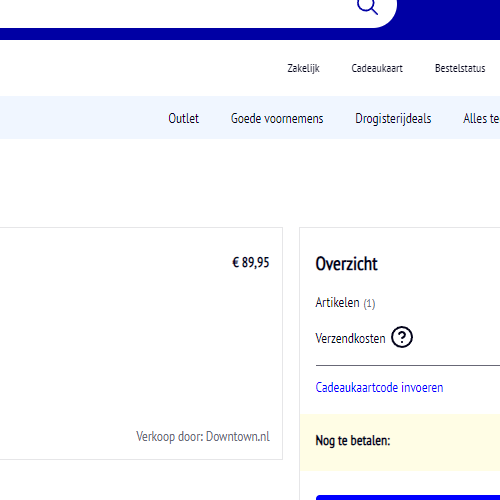 Zakelijk Cadeaukaart Bestelstatus
Outlet Goede voornemens Drogisterijdeals Alles te
€ 89,95
Overzicht
Artikelen (1)
Verzendkosten ?
Cadeaukaartcode invoeren
Verkoop door: Downtown.nl
Nog te betalen: